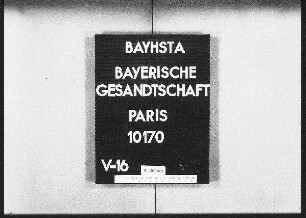 BAYHSTA
BAYERISCHE
GESANDTSCHAFT
PARIS
10170
V-16